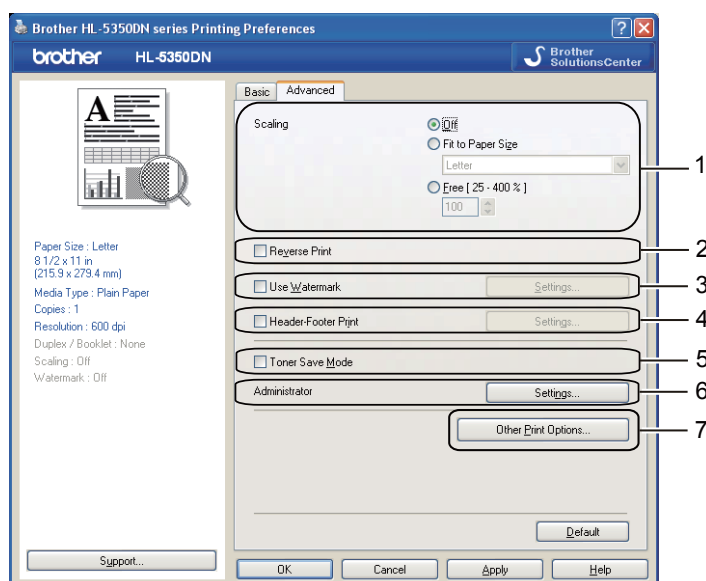 Brother HL-5350DN series Printing Preferences
brother HL-5350DN
Brother
SolutionsCenter
Basic Advanced
A
Scaling
Off
Fit to Paper Size
Letter
Free [ 25 - 400 % ]
100
1
Reverse Print
2
Use Watermark Settings...
3
Header-Footer Print Settings...
4
Toner Save Mode
5
Administrator Settings...
6
Other Print Options...
7
Paper Size : Letter
8 1/2 x 11 in
(215.9 x 279.4 mm)
Media Type : Plain Paper
Copies : 1
Resolution : 600 dpi
Duplex / Booklet : None
Scaling : Off
Watermark : Off
Default
Support...
OK Cancel Apply Help